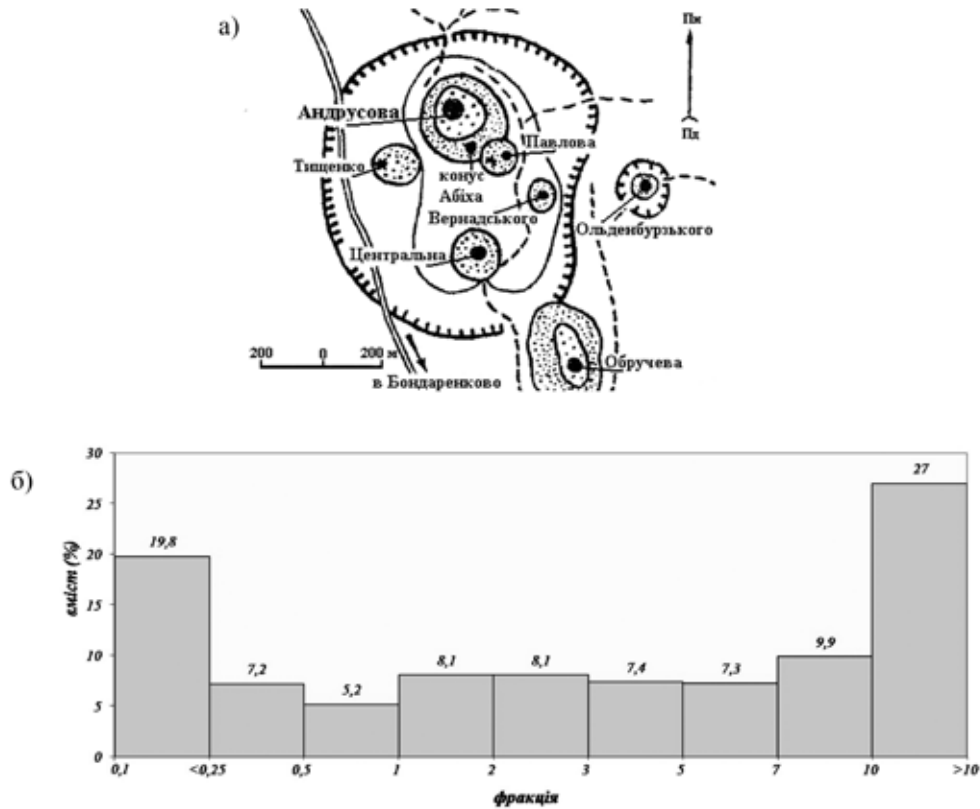 а)
Пн
Андрусова
Пд
Павлова
Тищенко
конус
Абіха
Вернадського
Ольденбурзького
Центральна
200 0 200 м
Обручева
в Бондаренково
б)
30
27
25
19,8
20
вміст (%)
15
9,9
10
8,1 8,1
7,2 7,4 7,3
5,2
5
0
0,1 <0,25 0,5 1 2 3 5 7 10 >10
фракція